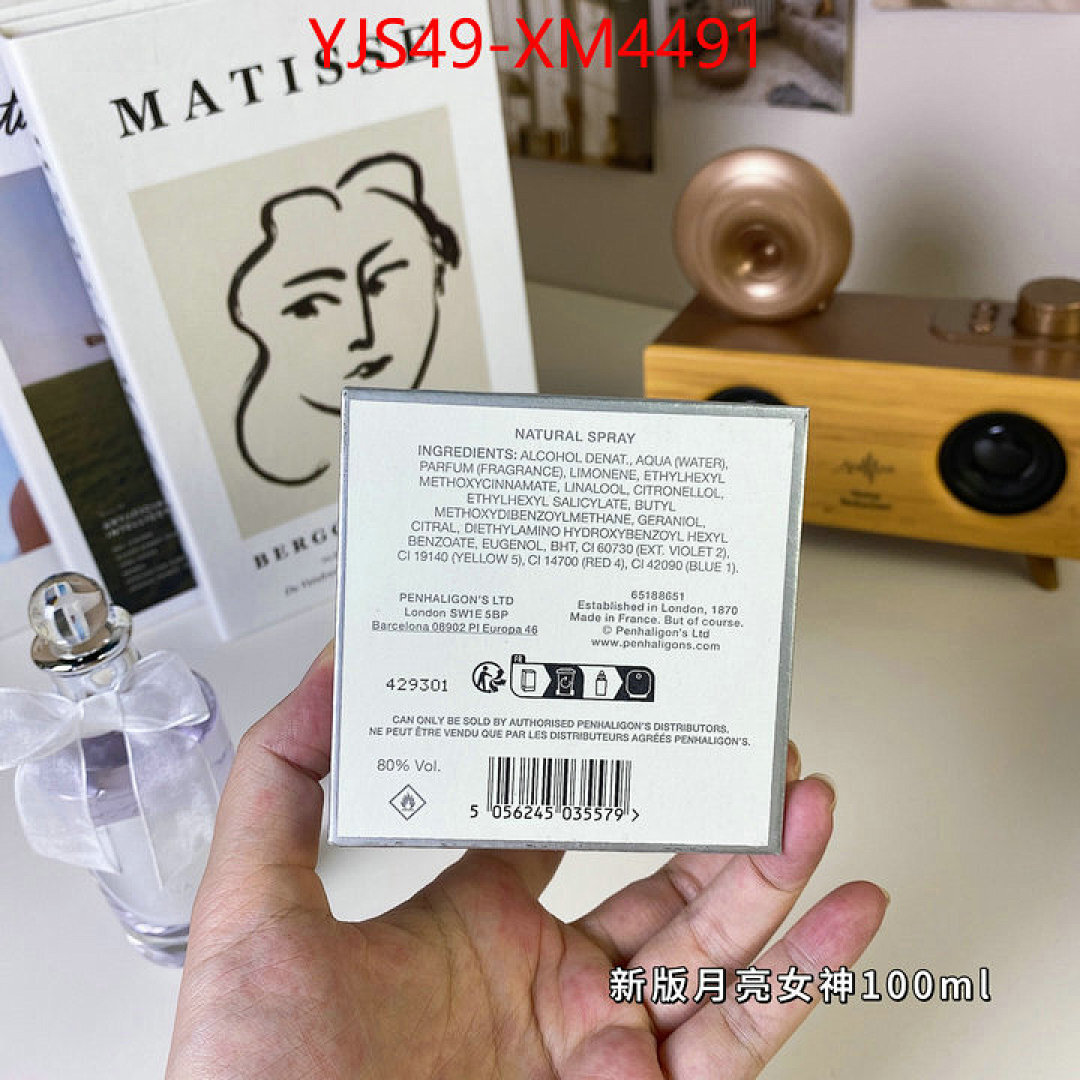 YJS49-XM4491
MATISSE
NATURAL SPRAY
INGREDIENTS: ALCOHOL DENAT., AQUA (WATER),
PARFUM (FRAGRANCE), LIMONENE, ETHYLHEXYL
METHOXYCINNAMATE, LINALOOL, CITRONELLOL,
ETHYLHEXYL SALICYLATE, BUTYL
METHOXYDIBENZOYLMETHANE, GERANIOL,
CITRAL, DIETHYLAMINO HYDROXYBENZOYL HEXYL
BENZOATE, EUGENOL, BHT, CI 60730 (EXT. VIOLET 2),
CI 19140 (YELLOW 5), CI 14700 (RED 4), CI 42090 (BLUE 1).
PENHALIGON'S LTD
London SW1E 5BP
Barcelona 08902 Pl Europa 46
65188651
Established in London, 1870
Made in France. But of course.
© Penhaligon's Ltd
www.penhaligons.com
429301
FR
CAN ONLY BE SOLD BY AUTHORISED PENHALIGON'S DISTRIBUTORS.
NE PEUT ÊTRE VENDU QUE PAR LES DISTRIBUTEURS AGRÉÉS PENHALIGON'S.
80% Vol.
5 056245 035579 >
新版月亮女神100ml